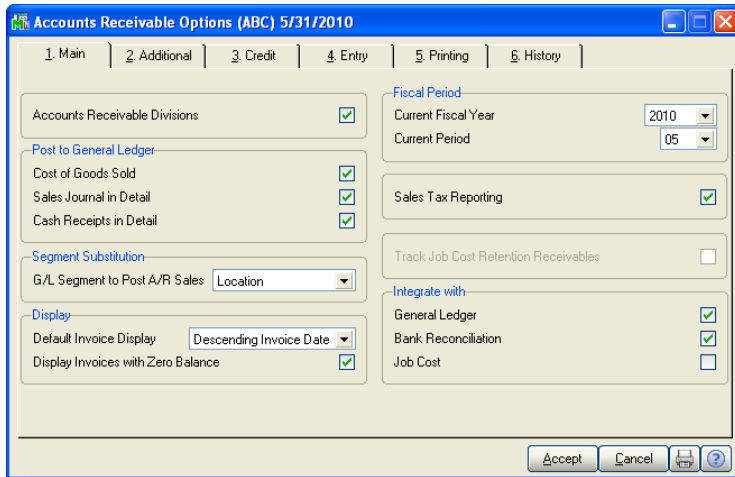 Accounts Receivable Options (ABC) 5/31/2010
1. Main
2. Additional
3. Credit
4. Entry
5. Printing
6. History
Accounts Receivable Divisions
Post to General Ledger
Cost of Goods Sold
Sales Journal in Detail
Cash Receipts in Detail
Segment Substitution
G/L Segment to Post A/R Sales Location
Display
Default Invoice Display Descending Invoice Date
Display Invoices with Zero Balance
Fiscal Period
Current Fiscal Year 2010
Current Period 05
Sales Tax Reporting
Track Job Cost Retention Receivables
Integrate with
General Ledger
Bank Reconciliation
Job Cost
Accept
Cancel